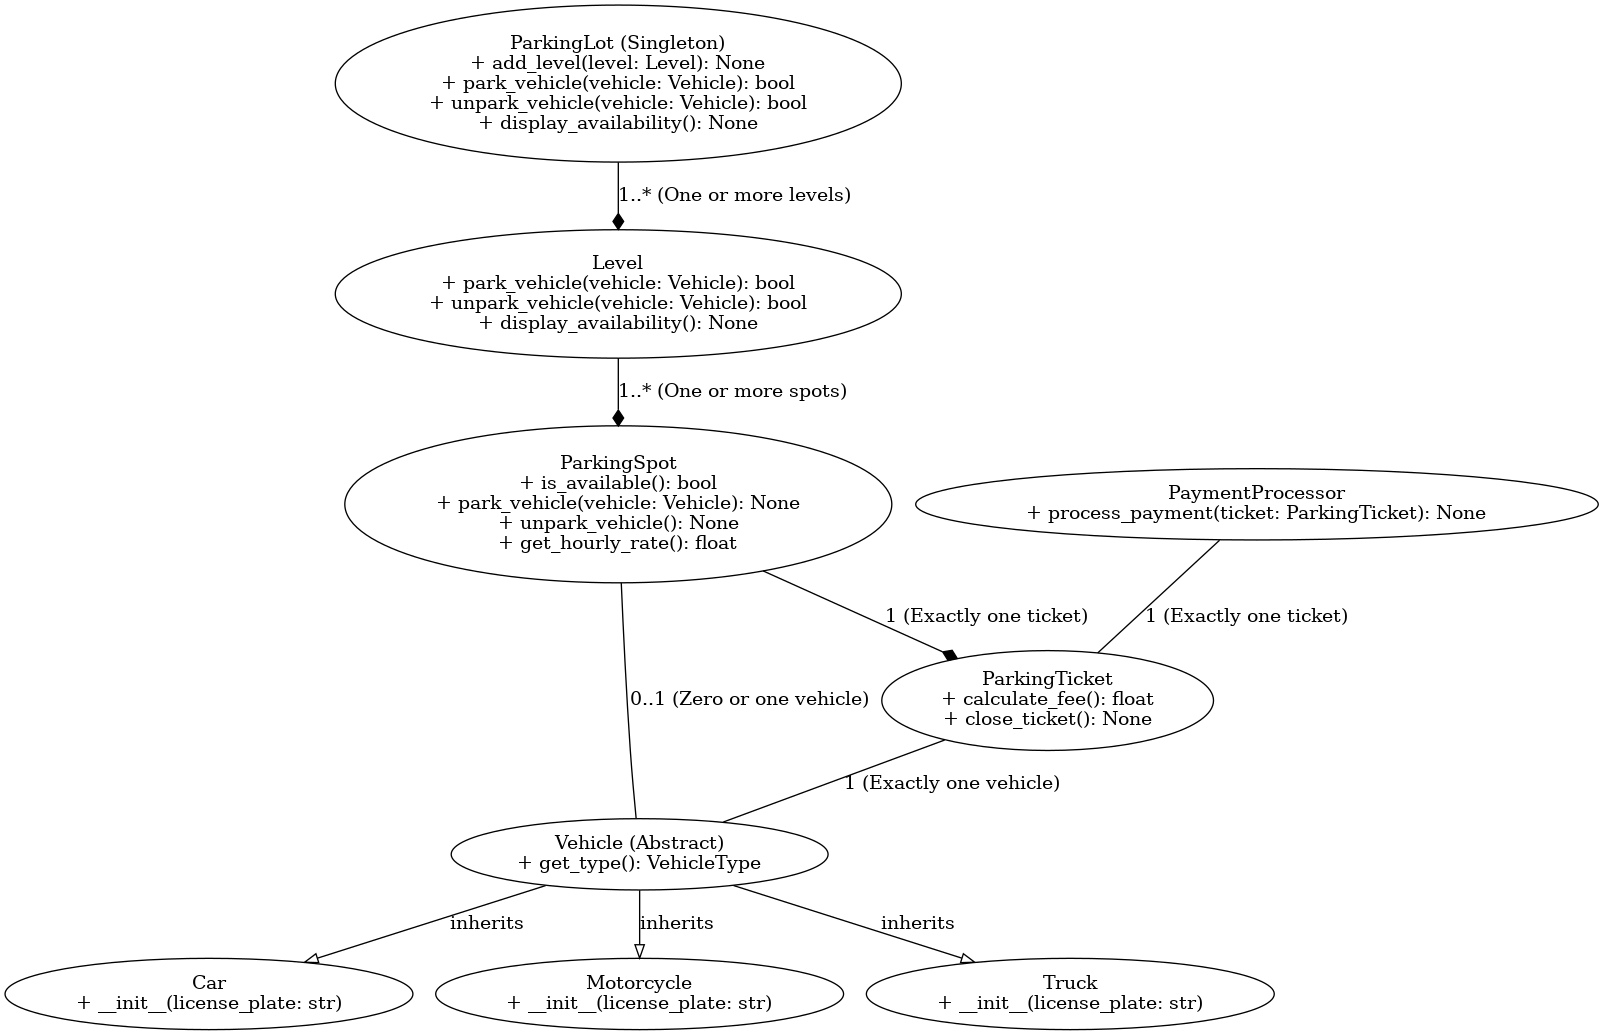 ParkingLot (Singleton)
+ add_level(level: Level): None
+ park_vehicle(vehicle: Vehicle): bool
+ unpark_vehicle(vehicle: Vehicle): bool
+ display_availability(): None
1..* (One or more levels)
Level
+ park_vehicle(vehicle: Vehicle): bool
+ unpark_vehicle(vehicle: Vehicle): bool
+ display_availability(): None
1..* (One or more spots)
ParkingSpot
+ is_available(): bool
+ park_vehicle(vehicle: Vehicle): None
+ unpark_vehicle(): None
+ get_hourly_rate(): float
PaymentProcessor
+ process_payment(ticket: ParkingTicket): None
1 (Exactly one ticket)
1 (Exactly one ticket)
0..1 (Zero or one vehicle)
ParkingTicket
+ calculate_fee(): float
+ close_ticket(): None
1 (Exactly one vehicle)
Vehicle (Abstract)
+ get_type(): VehicleType
inherits
inherits
inherits
Car
+ __init__(license_plate: str)
Motorcycle
+ __init__(license_plate: str)
Truck
+ __init__(license_plate: str)